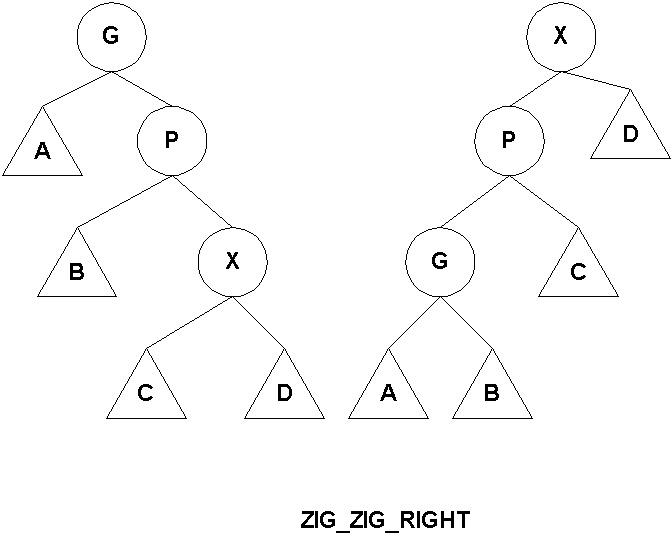 G X
A P P D
B X G C
C D A B
ZIG_ZIG_RIGHT